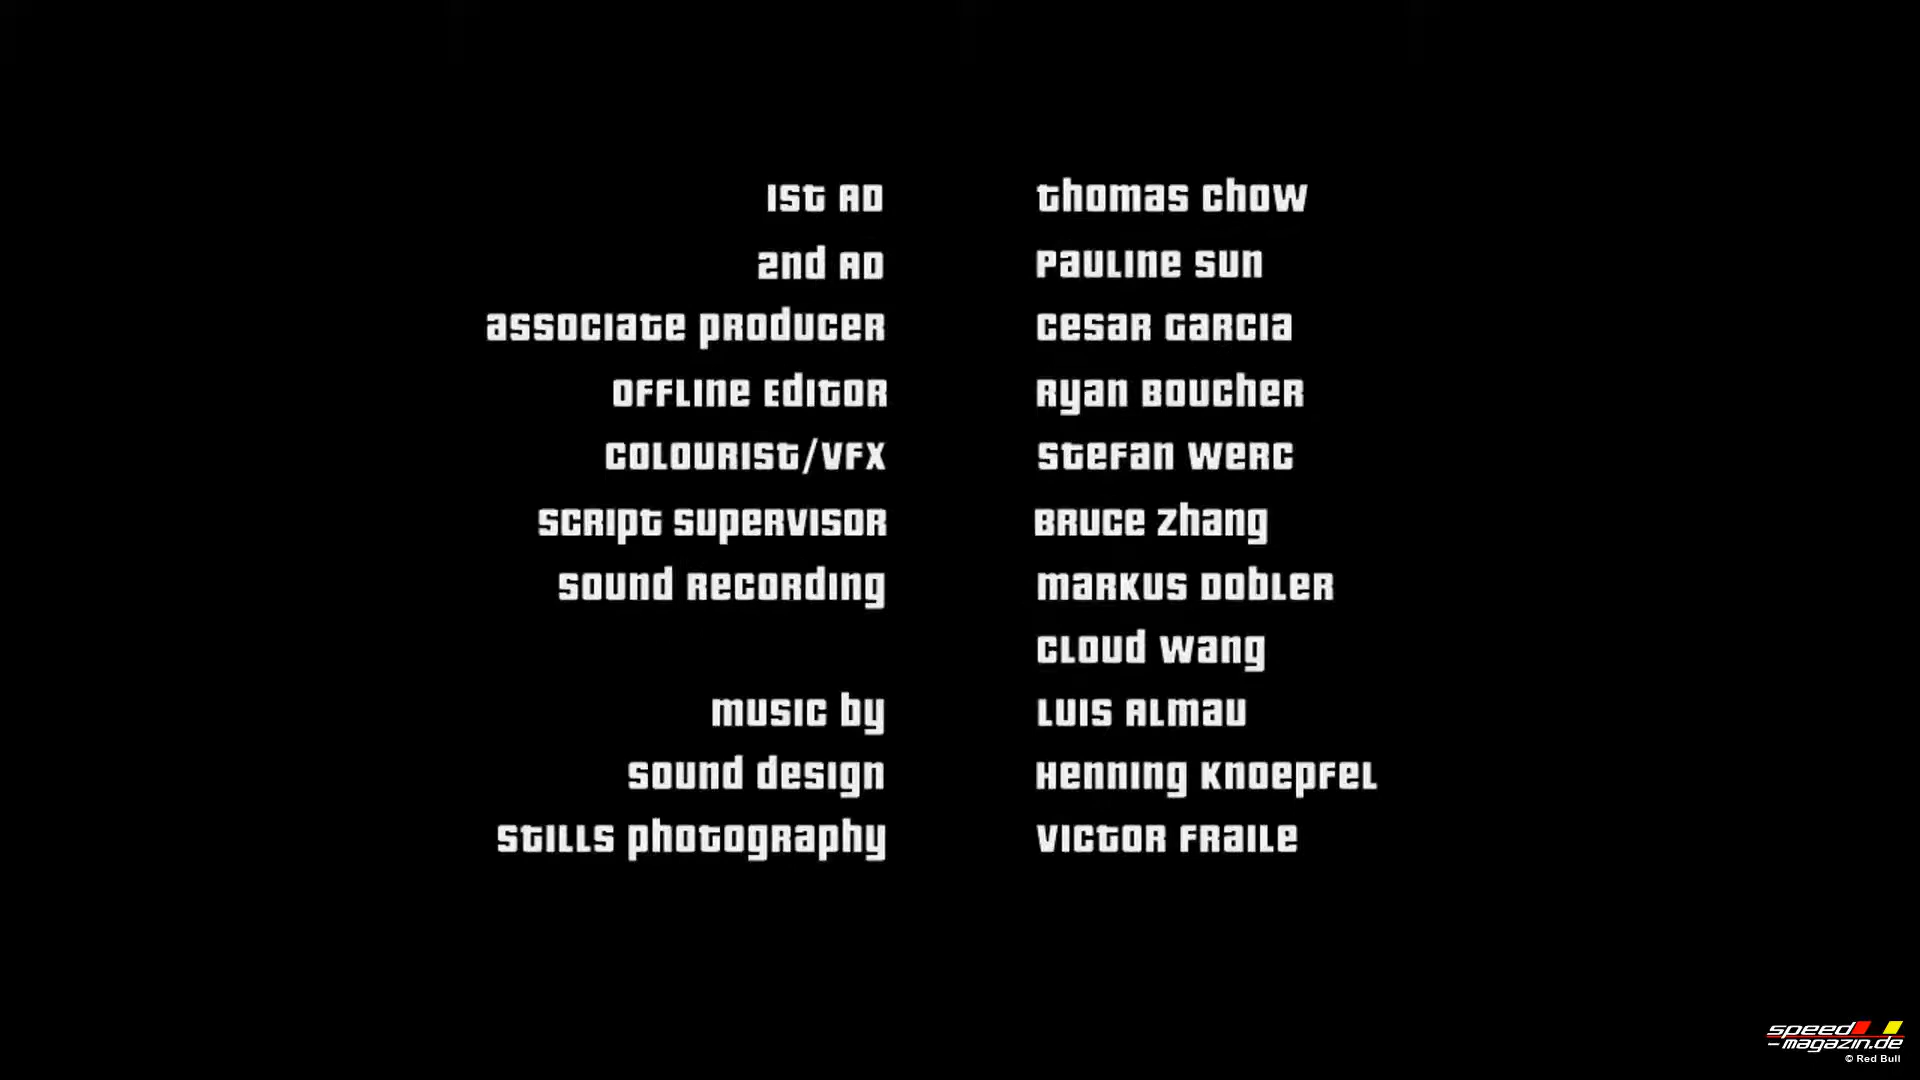 1st AD Thomas Chow
2nd AD Pauline Sun
Associate Producer Cesar Garcia
Offline Editor Ryan Boucher
Colourist/VFX Stefan Werc
Script Supervisor Bruce Zhang
Sound Recording Markus Dobler
Cloud Wang
Music by Luis Almau
Sound design Henning Knoepfel
Stills photography Victor Fraile
speed
-magazin.de
© Red Bull